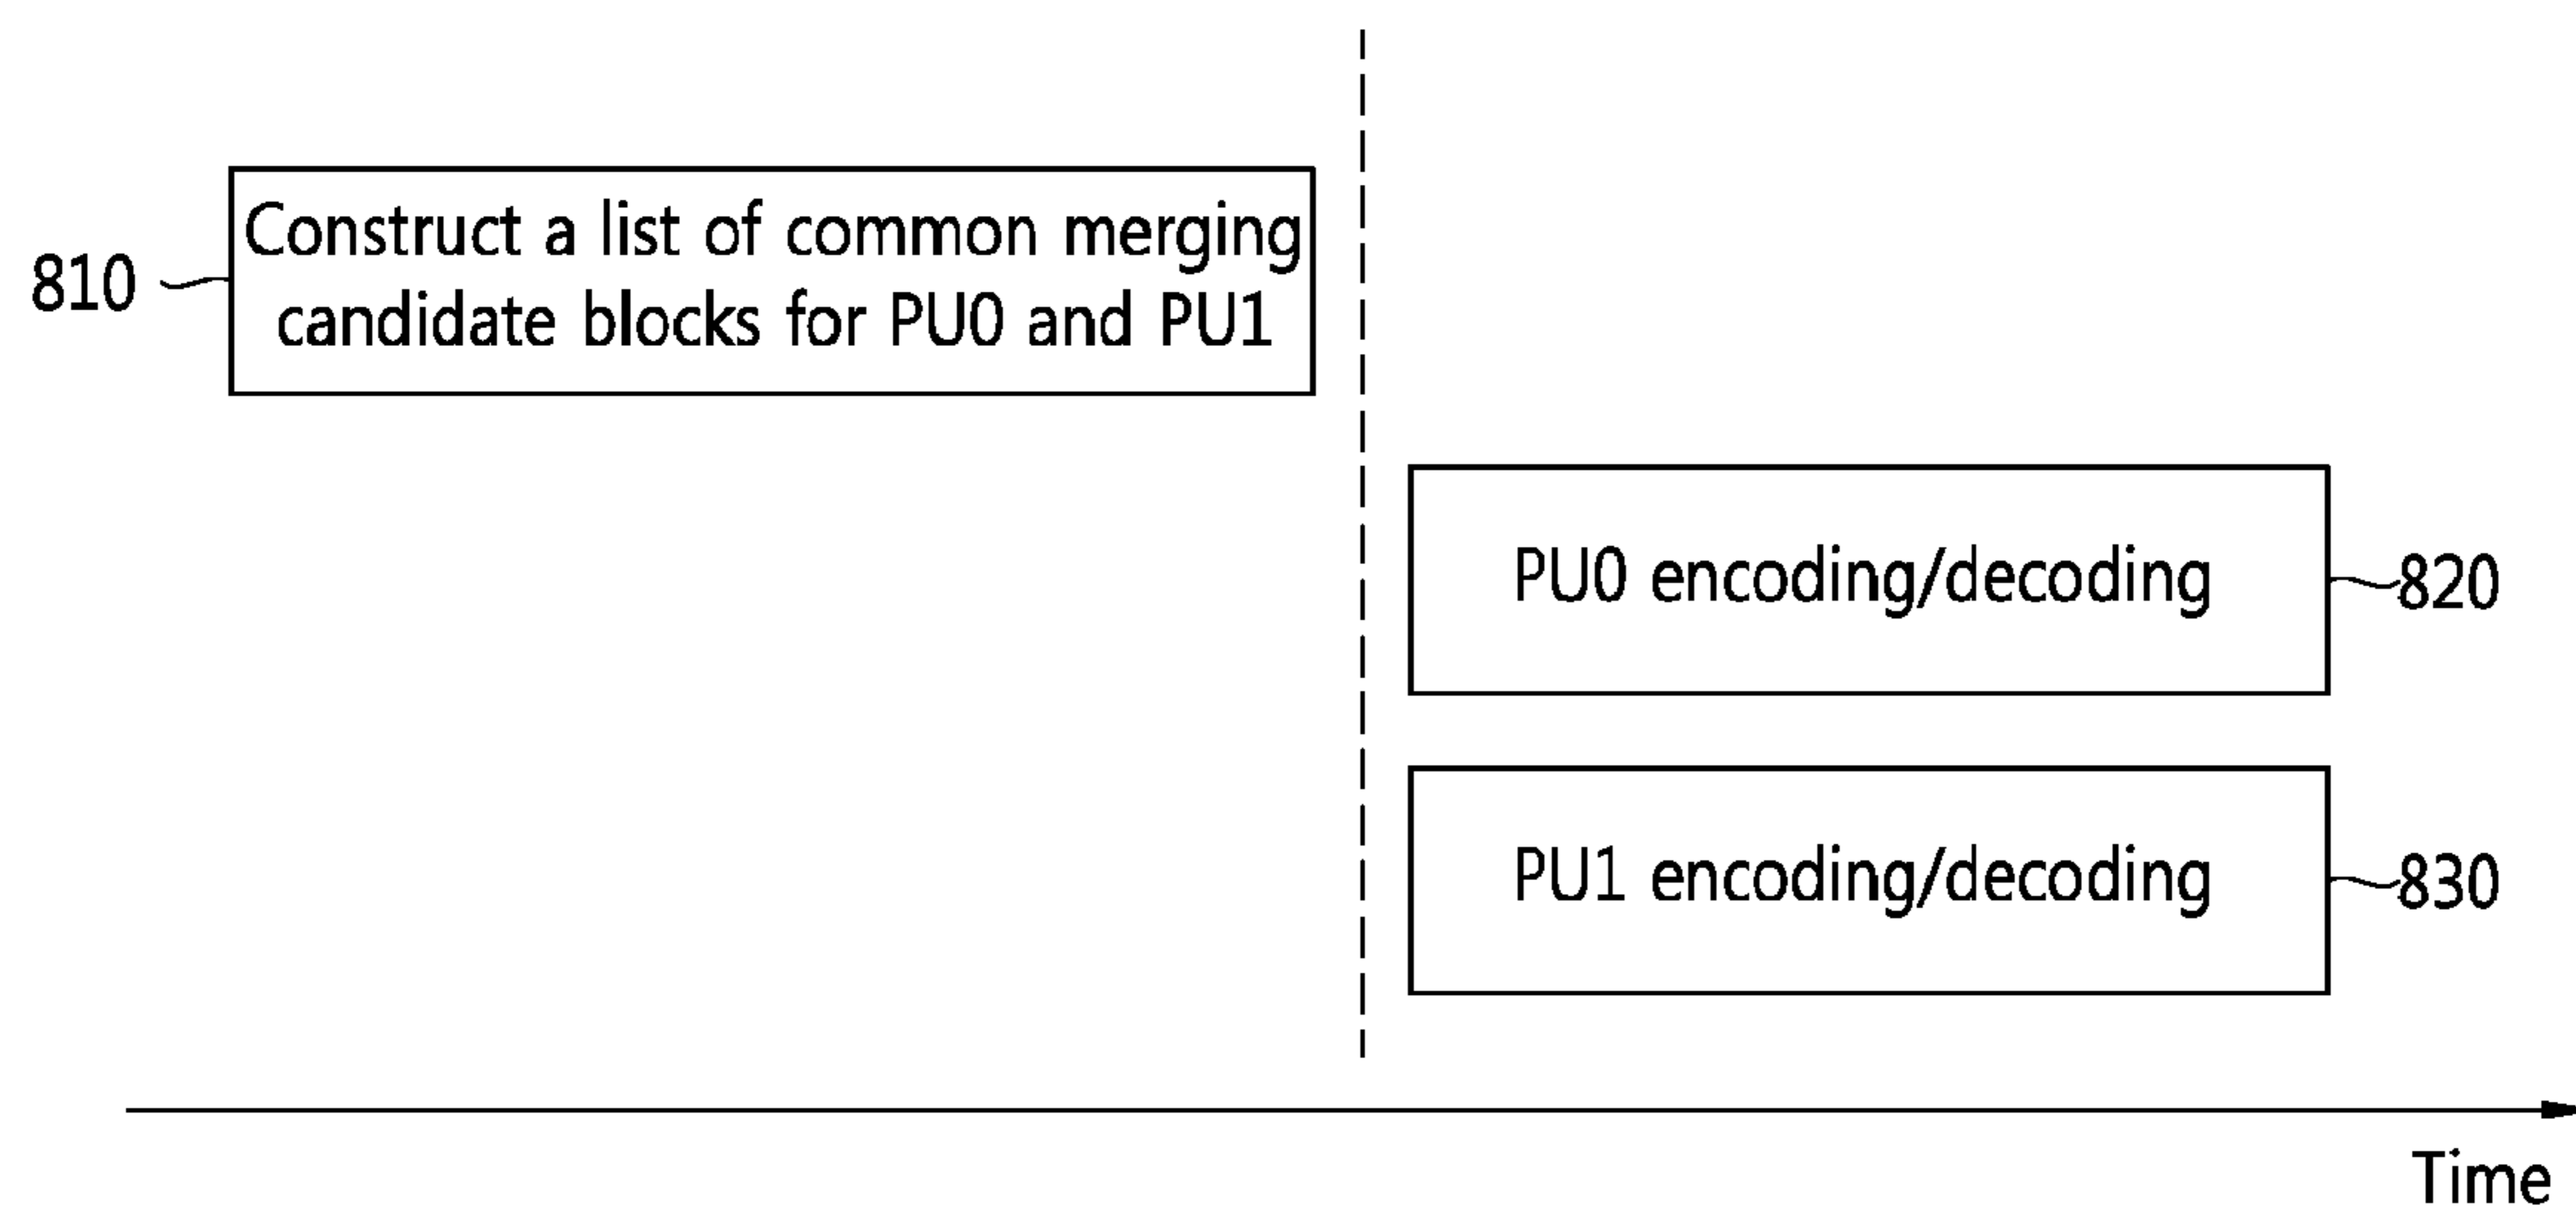 Construct a list of common merging
candidate blocks for PU0 and PU1
810
PU0 encoding/decoding
820
PU1 encoding/decoding
830
Time